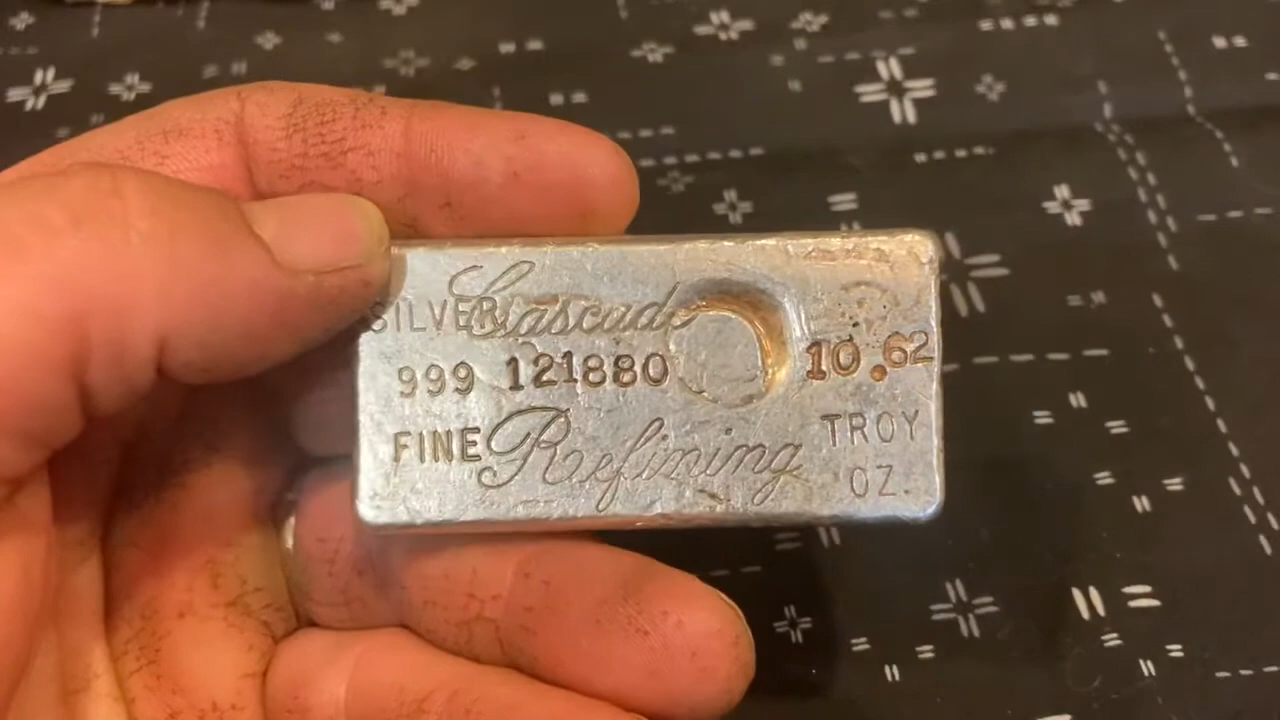 SILVER Cascade
999 121880 10.62
FINE Refining TROY
OZ.